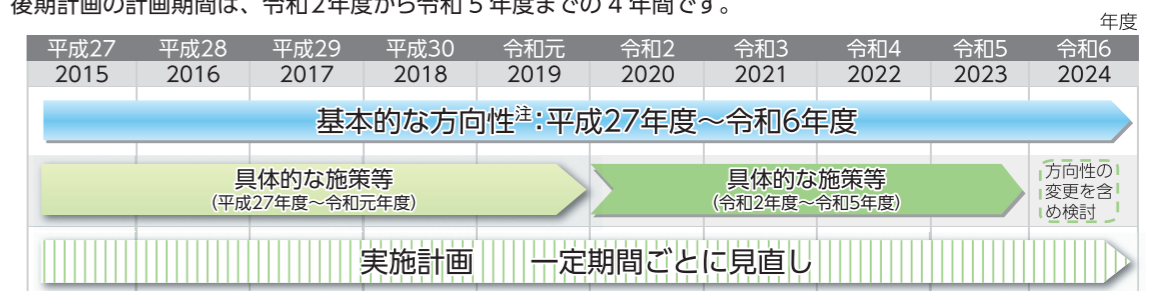 後期計画の計画期間は、令和2年度から令和5年度までの4年間です。
年度
平成27 平成28 平成29 平成30 令和元 令和2 令和3 令和4 令和5 令和6
2015 2016 2017 2018 2019 2020 2021 2022 2023 2024
基本的な方向性注:平成27年度~令和6年度
具体的な施策等
(平成27年度~令和元年度)
具体的な施策等
(令和2年度~令和5年度)
方向性の
変更を含
め検討
実施計画 一定期間ごとに見直し